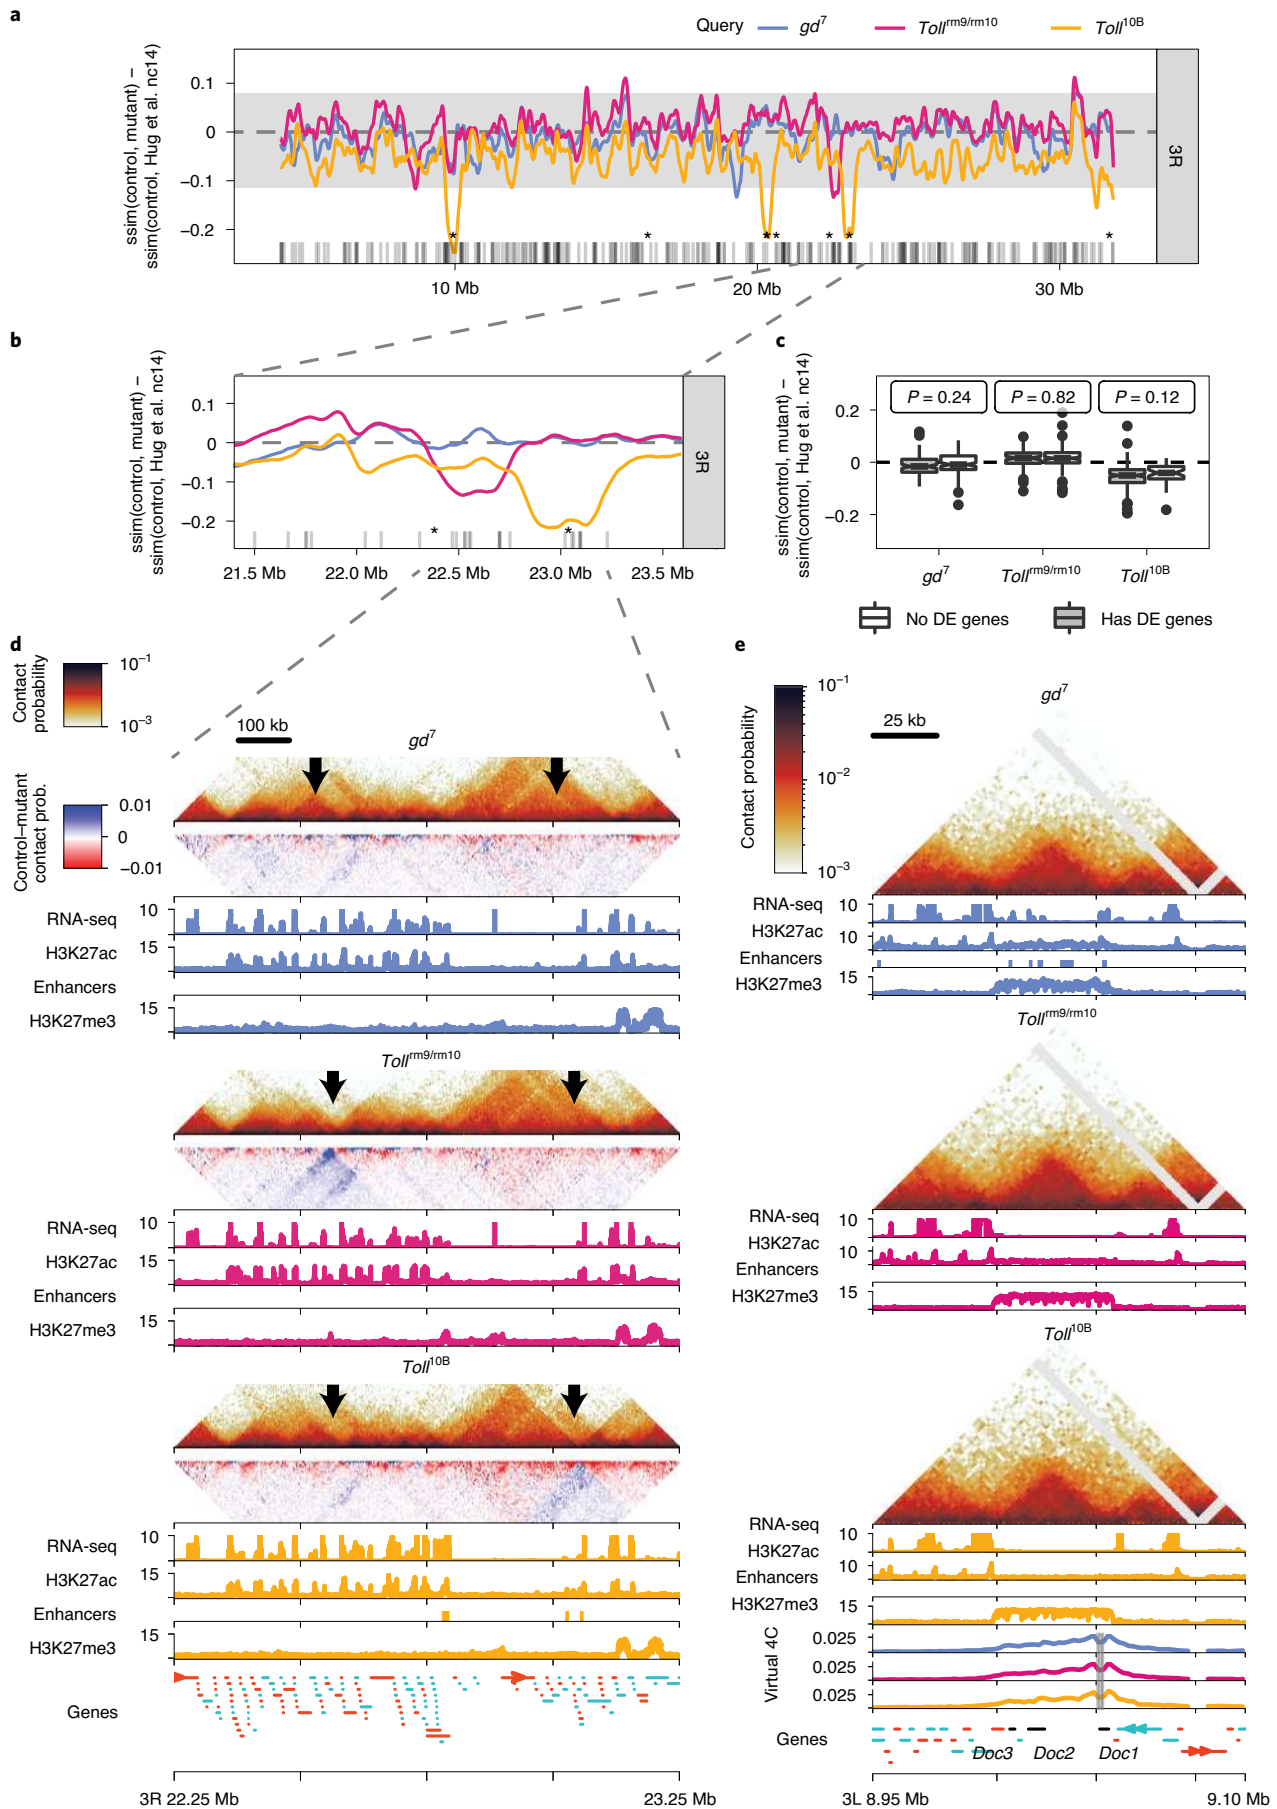 a
Query gd7 Tollrm9/rm10 Toll10B
ssim(control, mutant) –
ssim(control, Hug et al. nc14)
0.1
0
–0.1
–0.2
* * * * * * *
3R
10 Mb 20 Mb 30 Mb
b
ssim(control, mutant) –
ssim(control, Hug et al. nc14)
0.1
0
–0.1
–0.2
* *
3R
21.5 Mb 22.0 Mb 22.5 Mb 23.0 Mb 23.5 Mb
c
ssim(control, mutant) –
ssim(control, Hug et al. nc14)
0.2
0
–0.2
P = 0.24 P = 0.82 P = 0.12
gd7 Tollrm9/rm10 Toll10B
No DE genes Has DE genes
d
Contact
probability
10–1
10–3
100 kb
gd7
Control–mutant
contact prob.
0.01
0
–0.01
RNA-seq 10
H3K27ac 15
Enhancers
H3K27me3 15
Tollrm9/rm10
RNA-seq 10
H3K27ac 15
Enhancers
H3K27me3 15
Toll10B
RNA-seq 10
H3K27ac 15
Enhancers
H3K27me3 15
Genes
3R 22.25 Mb 23.25 Mb
e
Contact probability
10–1
10–2
10–3
25 kb
gd7
RNA-seq 10
H3K27ac 10
Enhancers
H3K27me3 15
Tollrm9/rm10
RNA-seq 10
H3K27ac 10
Enhancers
H3K27me3 15
Toll10B
RNA-seq 10
H3K27ac 10
Enhancers
H3K27me3 15
Virtual 4C
0.025
0.025
0.025
Genes
Doc3 Doc2 Doc1
3L 8.95 Mb 9.10 Mb